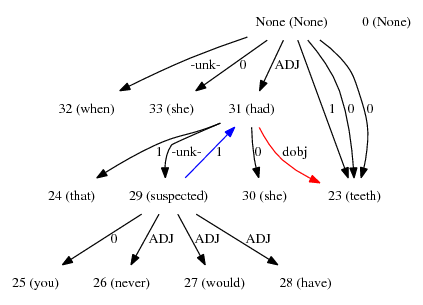 None (None) 0 (None)
-unk- 0 ADJ 1 0 0
32 (when) 33 (she) 31 (had)
1 -unk- 1 0 dobj
24 (that) 29 (suspected) 30 (she) 23 (teeth)
0 ADJ ADJ ADJ
25 (you) 26 (never) 27 (would) 28 (have)